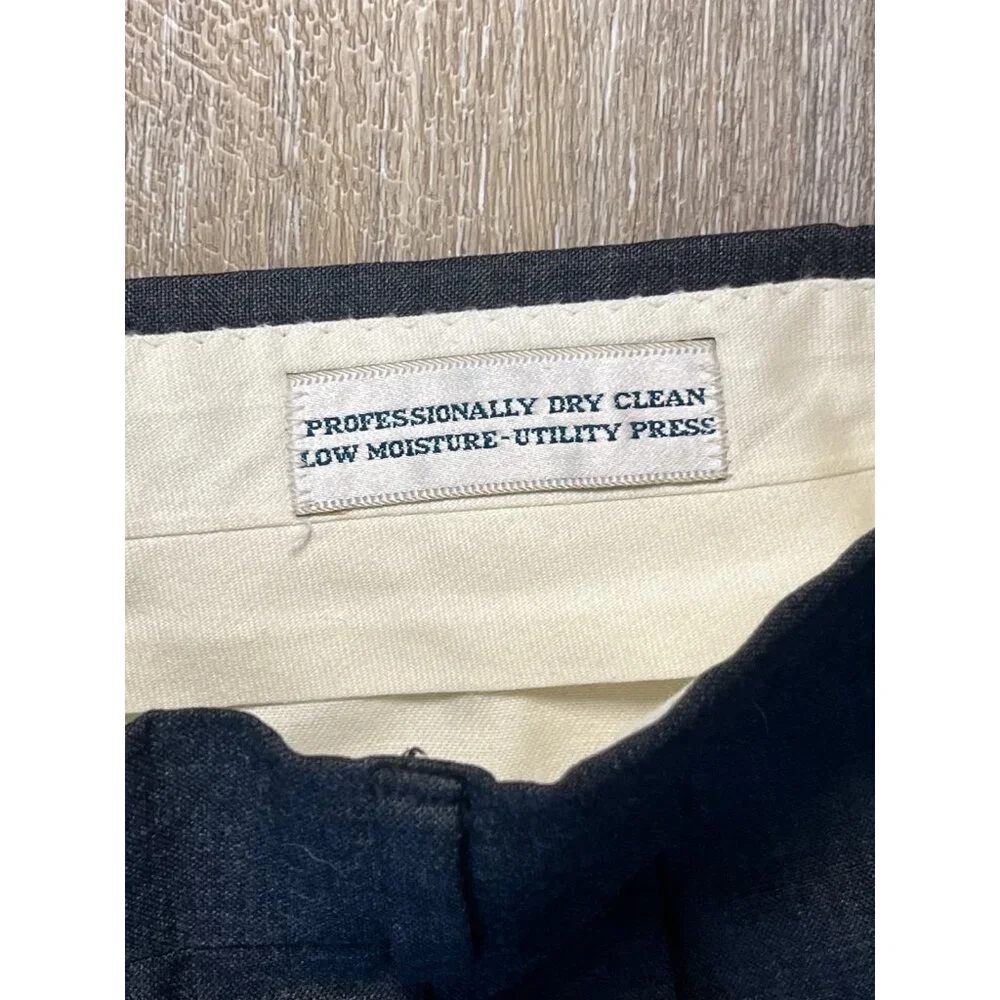 PROFESSIONALLY DRY CLEAN
LOW MOISTURE-UTILITY PRESS